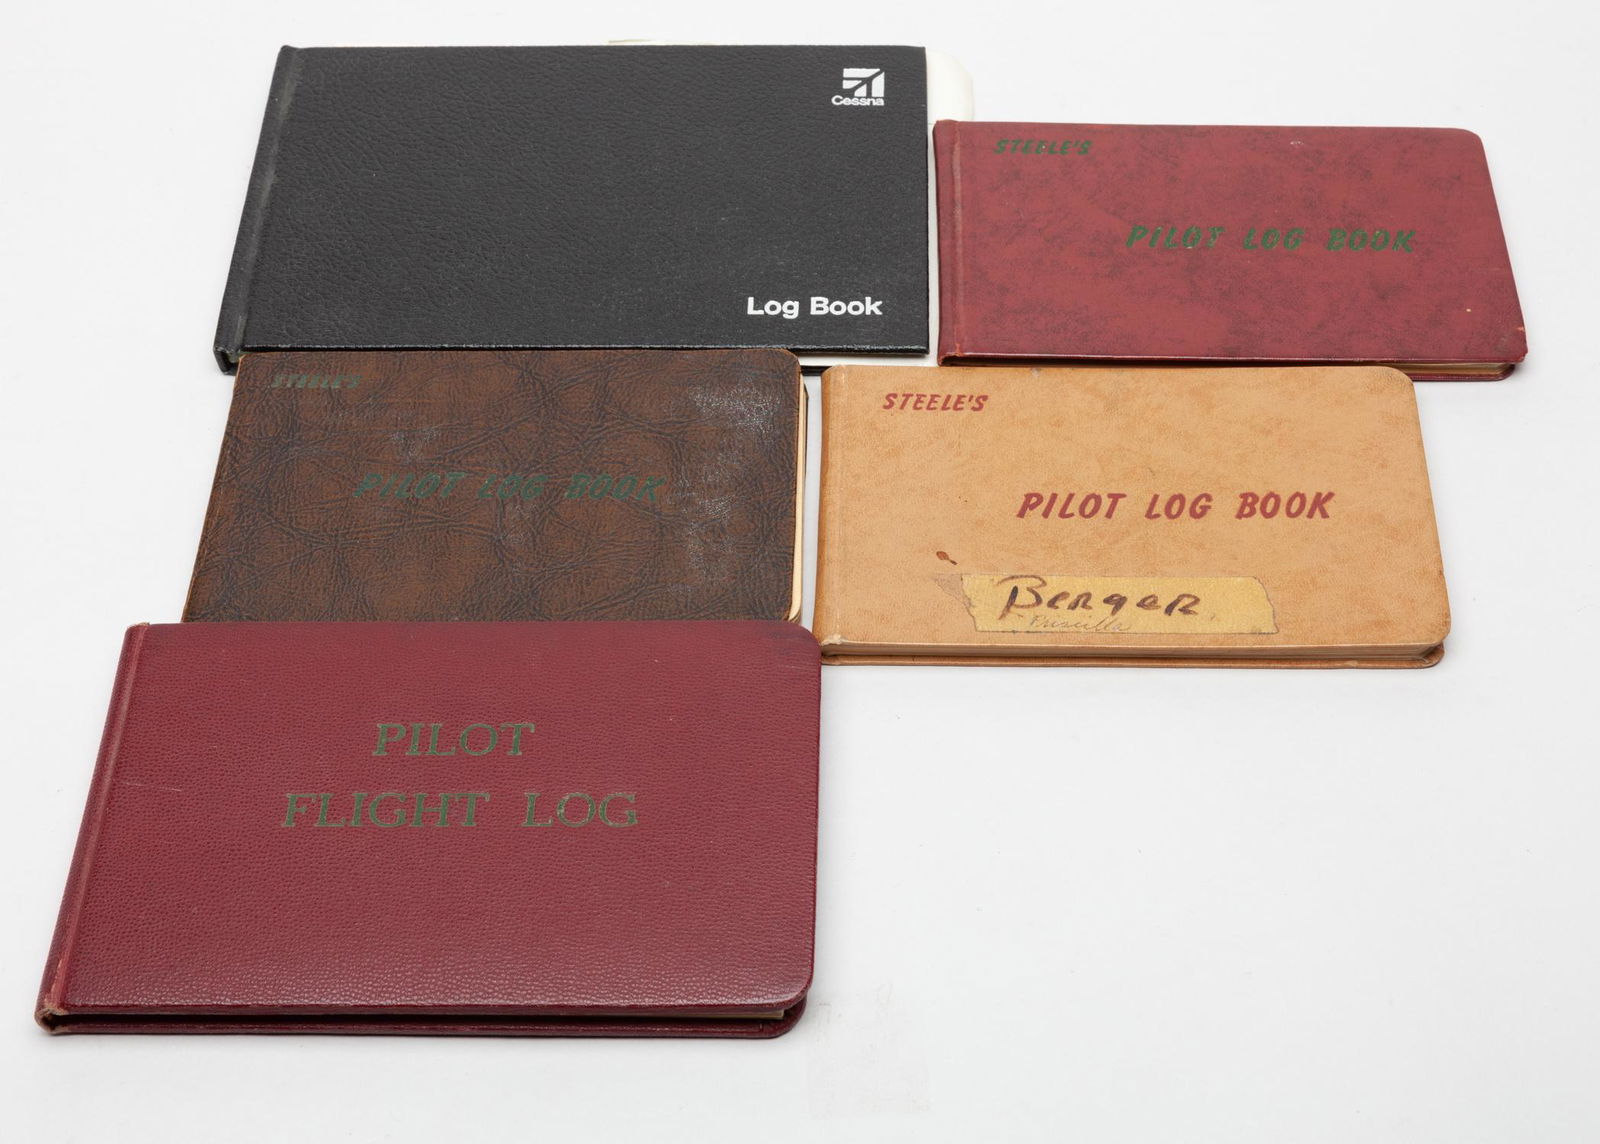 Cessna
Log Book
STEELE'S
PILOT LOG BOOK
STEELE'S
PILOT LOG BOOK
STEELE'S
PILOT LOG BOOK
BERGER
Priscilla
PILOT
FLIGHT LOG